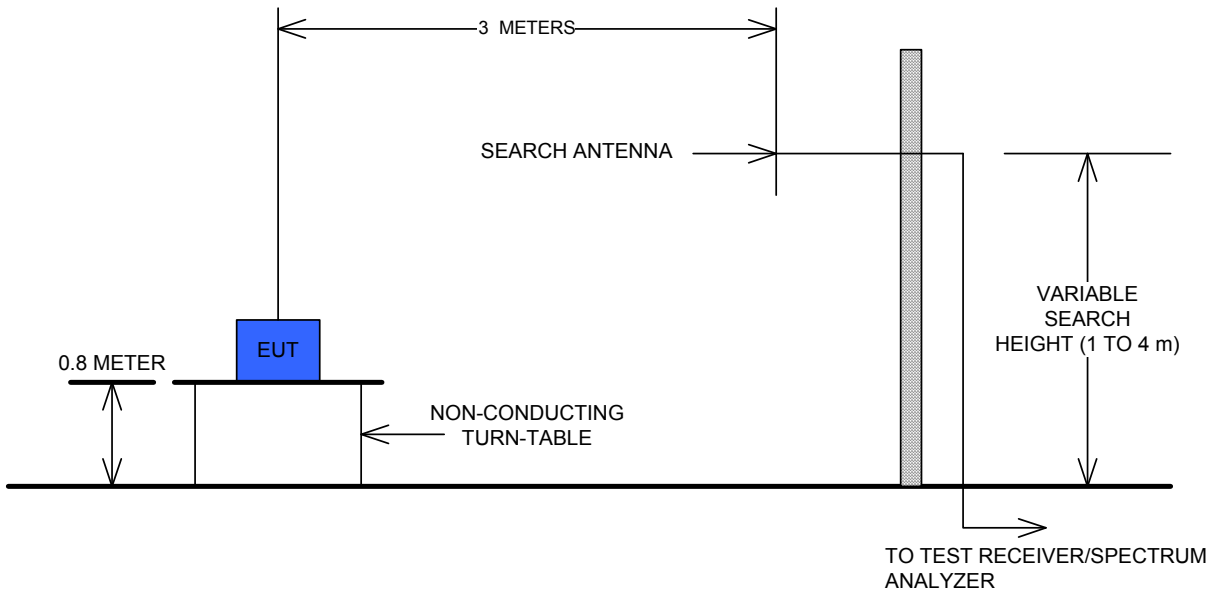 3 METERS
SEARCH ANTENNA
EUT
0.8 METER
NON-CONDUCTING
TURN-TABLE
VARIABLE
SEARCH
HEIGHT (1 TO 4 m)
TO TEST RECEIVER/SPECTRUM
ANALYZER